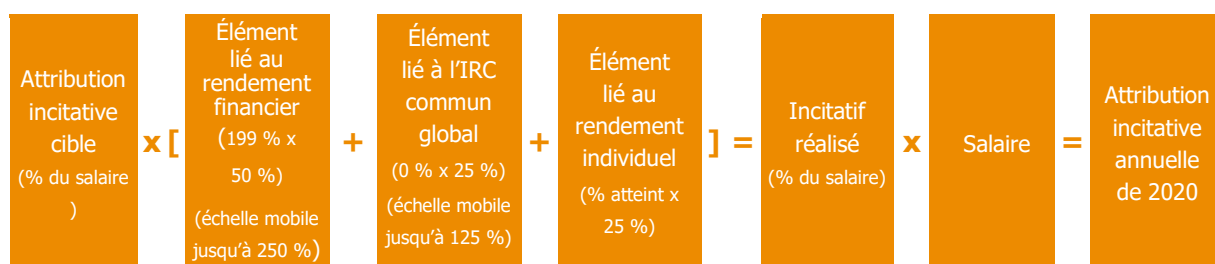 Attribution
incitative
cible
(% du salaire
)
x [
Élément
lié au
rendement
financier
(199 % x
50 %)
(échelle mobile
jusqu'à 250 %)
+
Élément
lié à l'IRC
commun
global
(0 % x 25 %)
(échelle mobile
jusqu'à 125 %)
+
Élément
lié au
rendement
individuel
(% atteint x
25 %)
] =
Incitatif
réalisé
(% du salaire)
x
Salaire
=
Attribution
incitative
annuelle
de 2020